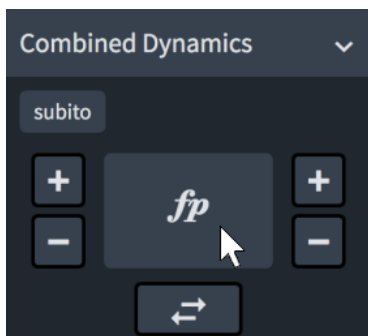 Combined Dynamics
subito
+ fp +
- -